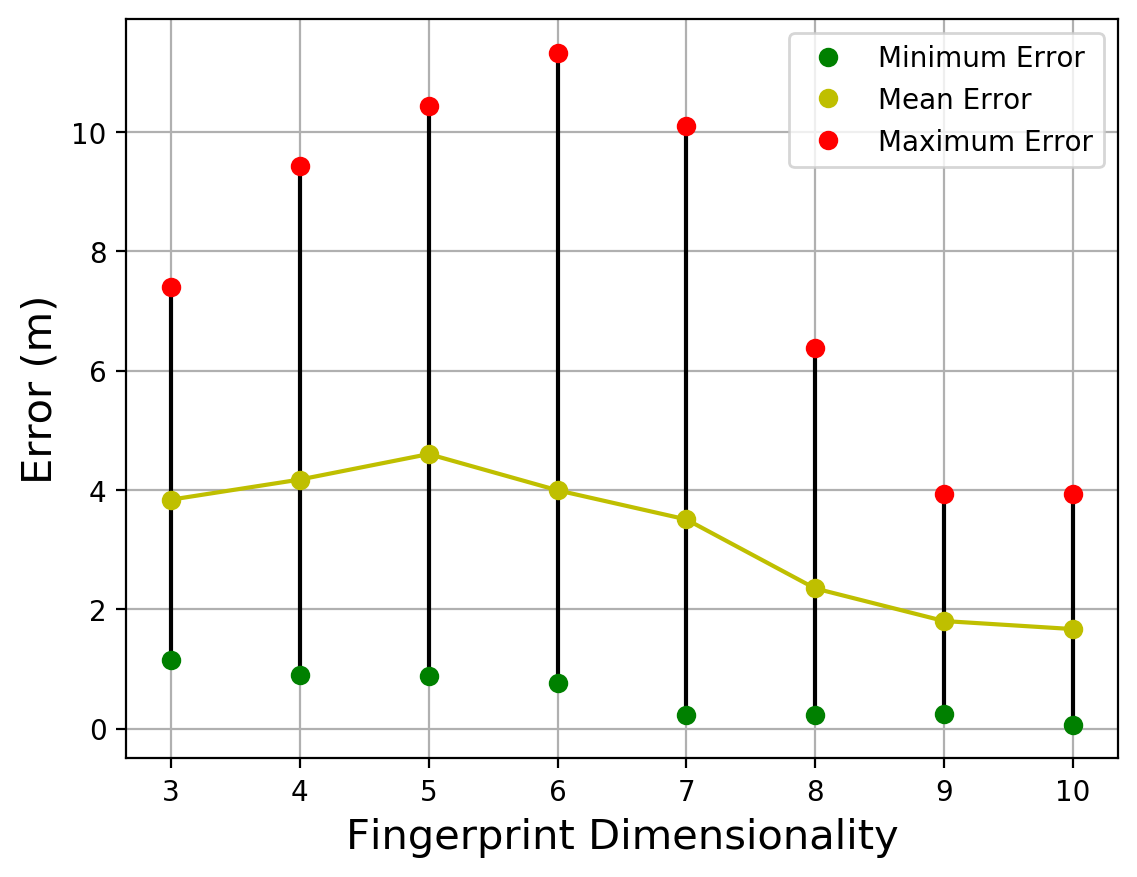 Minimum Error
Mean Error
Maximum Error
10
8
6
4
2
0
Error (m)
3 4 5 6 7 8 9 10
Fingerprint Dimensionality